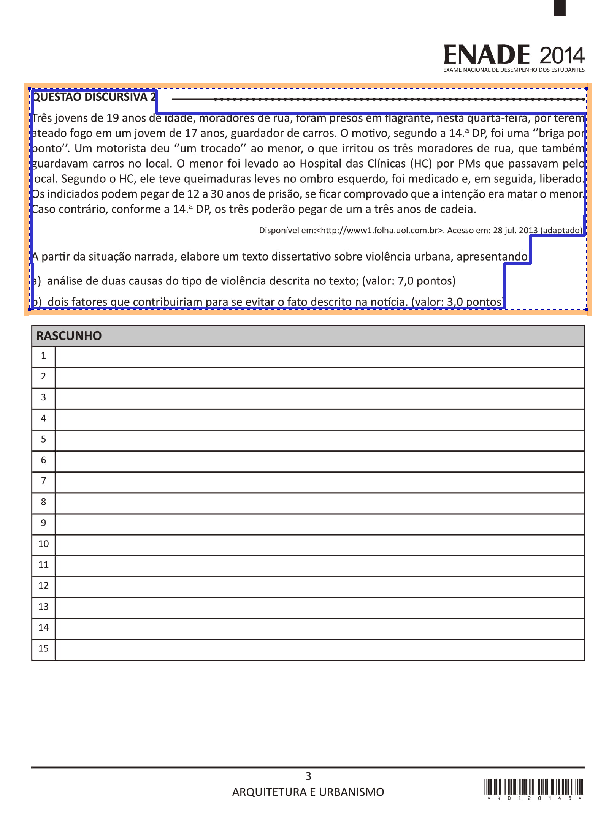 ENADE 2014
EXAME NACIONAL DE DESEMPENHO DOS ESTUDANTES
QUESTÃO DISCURSIVA 2
Três jovens de 19 anos de idade, moradores de rua, foram presos em flagrante, nesta quarta-feira, por terem
ateado fogo em um jovem de 17 anos, guardador de carros. O motivo, segundo a 14.ª DP, foi uma “briga por
ponto”. Um motorista deu “um trocado” ao menor, o que irritou os três moradores de rua, que também
guardavam carros no local. O menor foi levado ao Hospital das Clínicas (HC) por PMs que passavam pelo
local. Segundo o HC, ele teve queimaduras leves no ombro esquerdo, foi medicado e, em seguida, liberado.
Os indiciados podem pegar de 12 a 30 anos de prisão, se ficar comprovado que a intenção era matar o menor.
Caso contrário, conforme a 14.ª DP, os três poderão pegar de um a três anos de cadeia.
Disponível em:<http://www1.folha.uol.com.br>. Acesso em: 28 jul. 2013 (adaptado).
A partir da situação narrada, elabore um texto dissertativo sobre violência urbana, apresentando:
a) análise de duas causas do tipo de violência descrita no texto; (valor: 7,0 pontos)
b) dois fatores que contribuiriam para se evitar o fato descrito na notícia. (valor: 3,0 pontos)
RASCUNHO
1
2
3
4
5
6
7
8
9
10
11
12
13
14
15
3
ARQUITETURA E URBANISMO